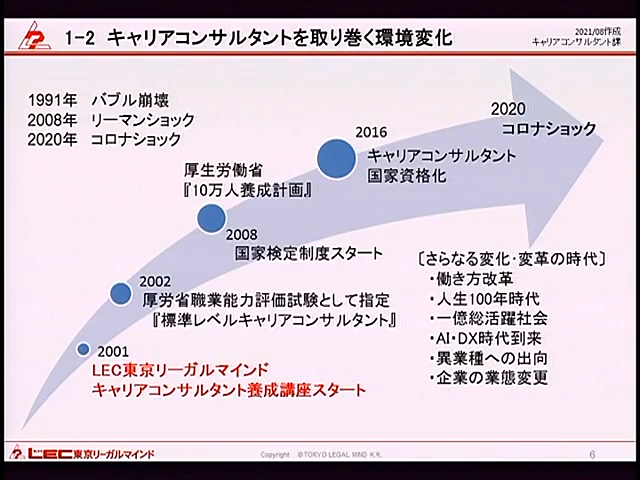 1-2 キャリアコンサルタントを取り巻く環境変化
2021/08作成
キャリアコンサルタント課
1991年 バブル崩壊
2008年 リーマンショック
2020年 コロナショック
2020
コロナショック
2016
キャリアコンサルタント
国家資格化
厚生労働省
『10万人養成計画』
2008
国家検定制度スタート
2002
厚労省職業能力評価試験として指定
『標準レベルキャリアコンサルタント』
2001
LEC東京リーガルマインド
キャリアコンサルタント養成講座スタート
〔さらなる変化・変革の時代〕
・働き方改革
・人生100年時代
・一億総活躍社会
・AI・DX時代到来
・異業種への出向
・企業の業態変更
LEC東京リーガルマインド
Copyright ©TOKYO LEGAL MIND K.K.
6